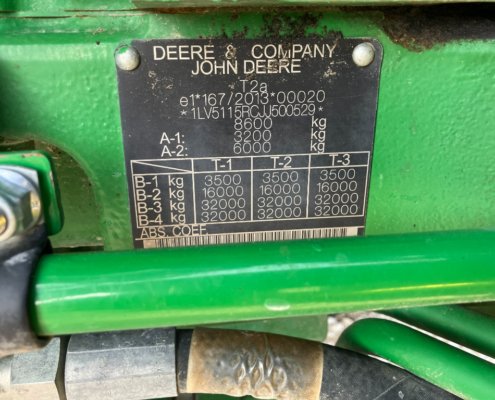 DEERE & COMPANY
JOHN DEERE
T2a
e1*167/2013*00020
*1LV5115RCJJ500529*
8600 kg
A-1: 3200 kg
A-2: 6000 kg
T-1 T-2 T-3
B-1 kg 3500 3500 3500
B-2 kg 16000 16000 16000
B-3 kg 32000 32000 32000
B-4 kg 32000 32000 32000
ABS. COEF